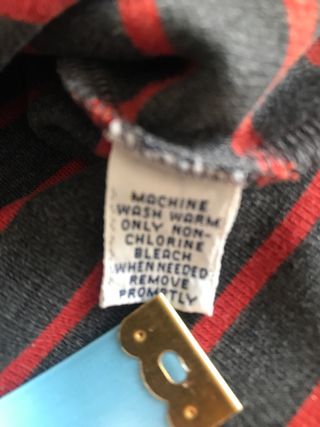 MACHINE
WASH WARM
ONLY NON-
CHLORINE
BLEACH
WHEN NEEDED
REMOVE
PROMPTLY